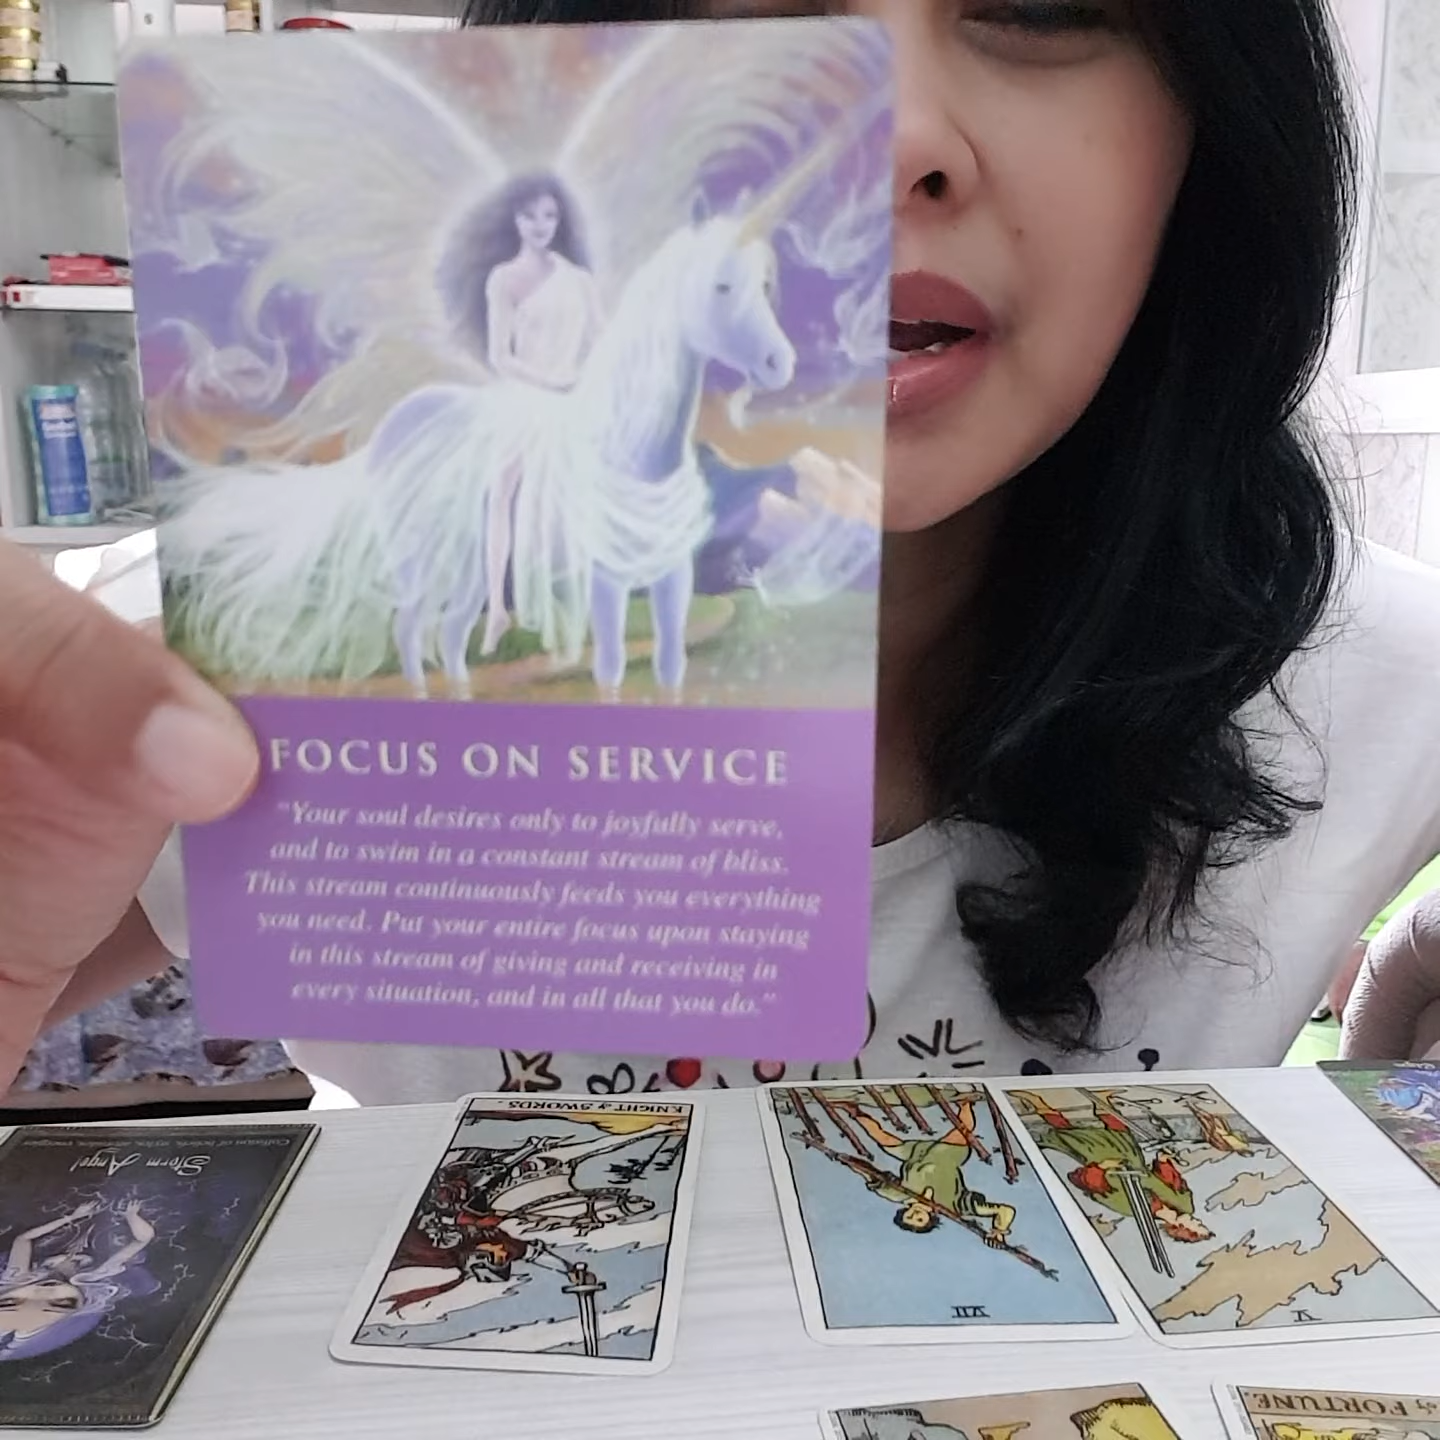 FOCUS ON SERVICE
"Your soul desires only to joyfully serve,
and to swim in a constant stream of bliss.
This stream continuously feeds you everything
you need. Put your entire focus upon staying
in this stream of giving and receiving in
every situation, and in all that you do."
KNIGHT of SWORDS.
VII
V
Storm Angel
of FORTUNE.